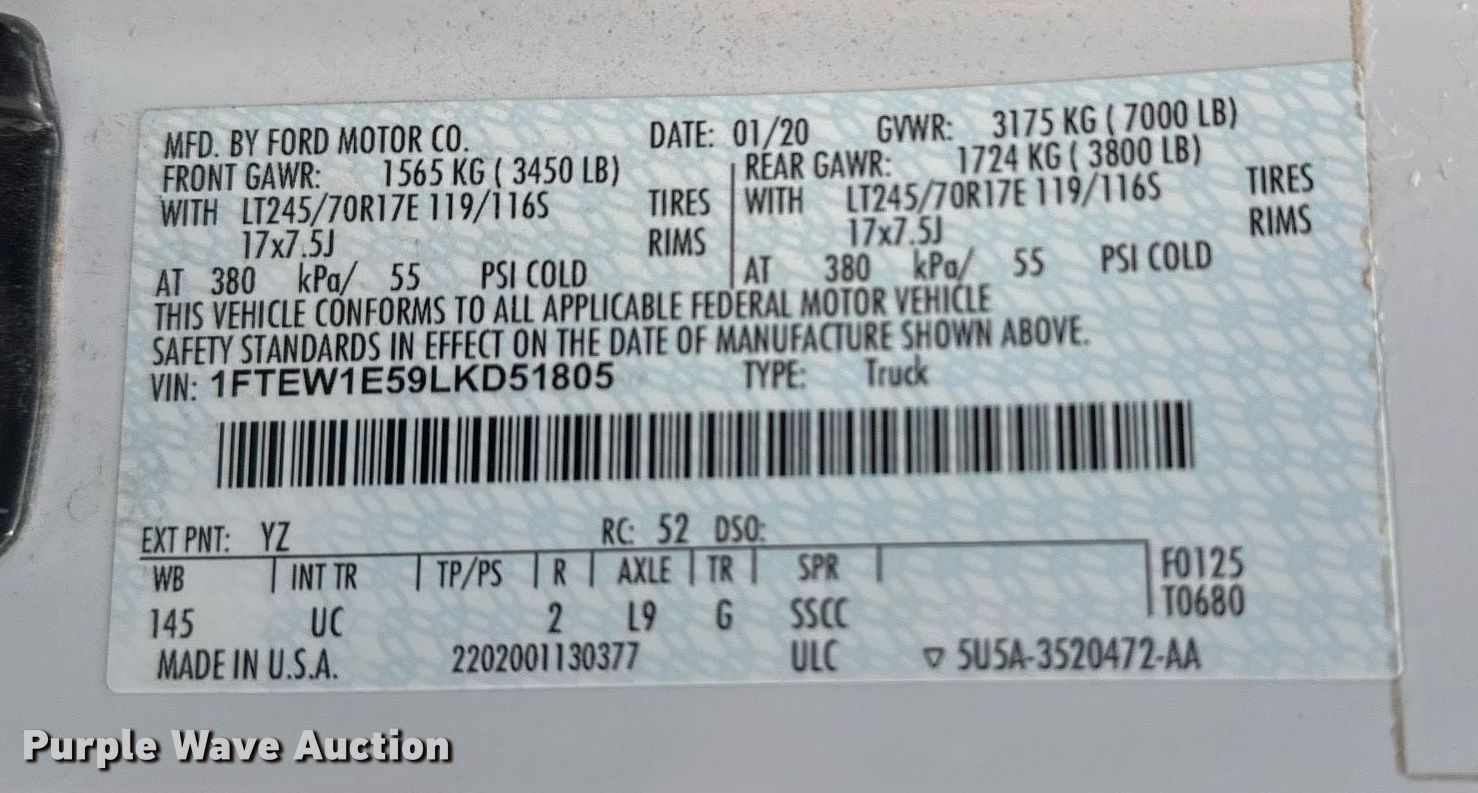 MFD. BY FORD MOTOR CO. DATE: 01/20 GVWR: 3175 KG ( 7000 LB)
FRONT GAWR: 1565 KG ( 3450 LB) REAR GAWR: 1724 KG ( 3800 LB)
WITH LT245/70R17E 119/116S TIRES WITH LT245/70R17E 119/116S TIRES
17x7.5J RIMS 17x7.5J RIMS
AT 380 kPa/ 55 PSI COLD AT 380 kPa/ 55 PSI COLD
THIS VEHICLE CONFORMS TO ALL APPLICABLE FEDERAL MOTOR VEHICLE
SAFETY STANDARDS IN EFFECT ON THE DATE OF MANUFACTURE SHOWN ABOVE.
VIN: 1FTEW1E59LKD51805 TYPE: Truck
EXT PNT: YZ RC: 52 DSO:
WB INT TR TP/PS R AXLE TR SPR F0125
145 UC 2 L9 G SSCC T0680
MADE IN U.S.A. 2202001130377 ULC ▽ 5U5A-3520472-AA
Purple Wave Auction